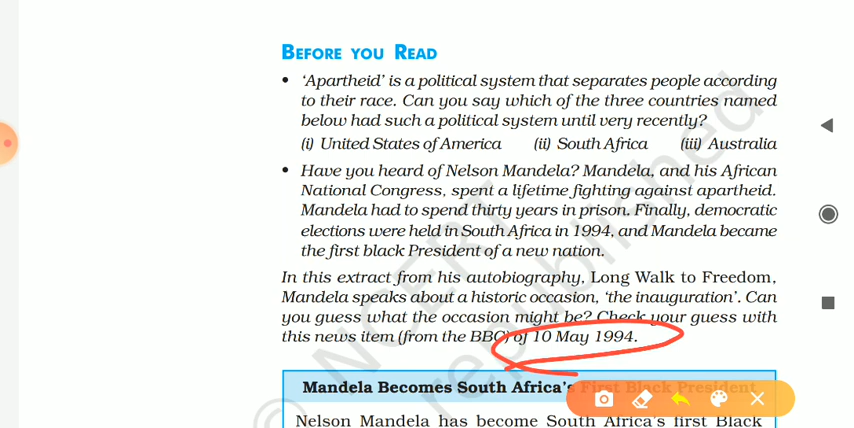 BEFORE YOU READ
• ‘Apartheid’ is a political system that separates people according
to their race. Can you say which of the three countries named
below had such a political system until very recently?
(i) United States of America (ii) South Africa (iii) Australia
• Have you heard of Nelson Mandela? Mandela, and his African
National Congress, spent a lifetime fighting against apartheid.
Mandela had to spend thirty years in prison. Finally, democratic
elections were held in South Africa in 1994, and Mandela became
the first black President of a new nation.
In this extract from his autobiography, Long Walk to Freedom,
Mandela speaks about a historic occasion, ‘the inauguration’. Can
you guess what the occasion might be? Check your guess with
this news item (from the BBC) of 10 May 1994.
Mandela Becomes South Africa’s First Black President
Nelson Mandela has become South Africa’s first Black
© NCERT
republished